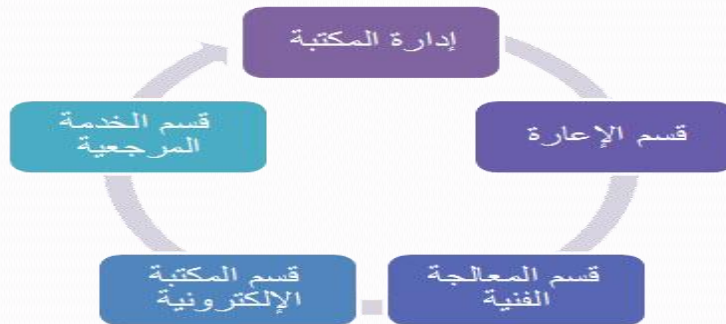 إدارة المكتبة
قسم الإعارة
قسم المعالجة
الفنية
قسم المكتبة
الإلكترونية
قسم الخدمة
المرجعية